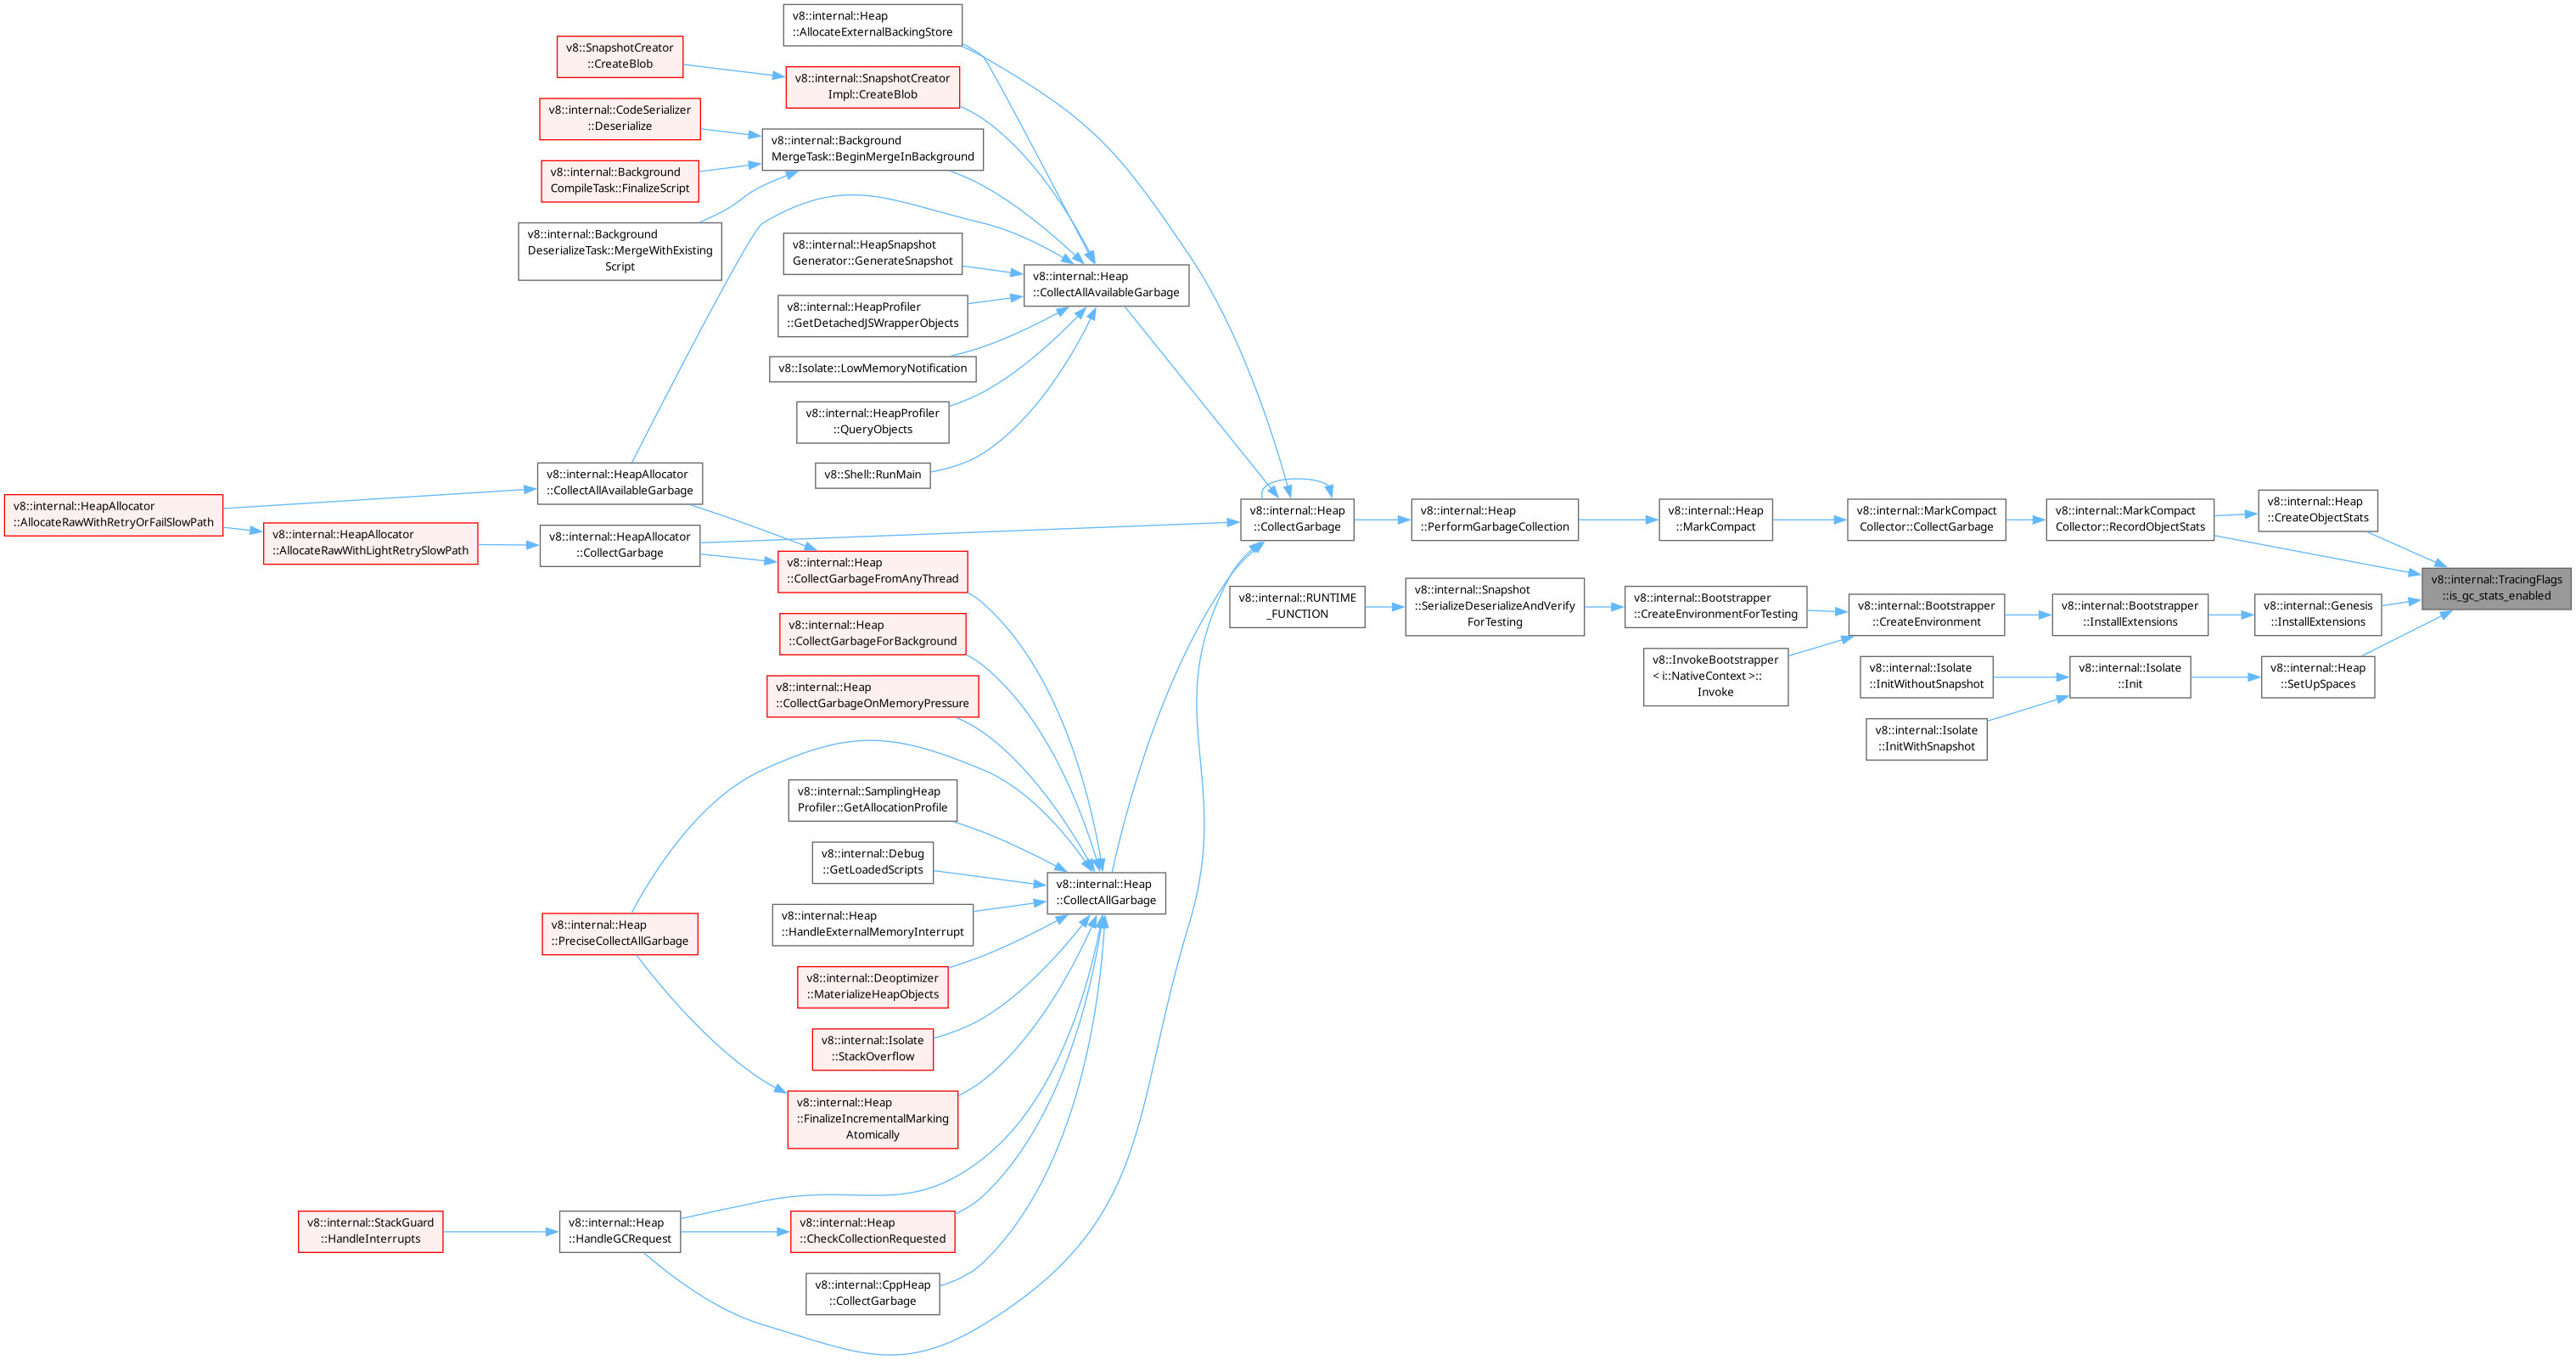 v8::internal::Heap
::AllocateExternalBackingStore
v8::SnapshotCreator
::CreateBlob
v8::internal::SnapshotCreator
Impl::CreateBlob
v8::internal::CodeSerializer
::Deserialize
v8::internal::Background
MergeTask::BeginMergeInBackground
v8::internal::Background
CompileTask::FinalizeScript
v8::internal::Background
DeserializeTask::MergeWithExisting
Script
v8::internal::HeapSnapshot
Generator::GenerateSnapshot
v8::internal::Heap
::CollectAllAvailableGarbage
v8::internal::HeapProfiler
::GetDetachedJSWrapperObjects
v8::Isolate::LowMemoryNotification
v8::internal::HeapProfiler
::QueryObjects
v8::Shell::RunMain
v8::internal::HeapAllocator
::CollectAllAvailableGarbage
v8::internal::HeapAllocator
::AllocateRawWithRetryOrFailSlowPath
v8::internal::HeapAllocator
::AllocateRawWithLightRetrySlowPath
v8::internal::HeapAllocator
::CollectGarbage
v8::internal::Heap
::CollectGarbageFromAnyThread
v8::internal::Heap
::CollectGarbage
v8::internal::Heap
::PerformGarbageCollection
v8::internal::Heap
::MarkCompact
v8::internal::MarkCompact
Collector::CollectGarbage
v8::internal::MarkCompact
Collector::RecordObjectStats
v8::internal::Heap
::CreateObjectStats
v8::internal::TracingFlags
::is_gc_stats_enabled
v8::internal::RUNTIME
_FUNCTION
v8::internal::Snapshot
::SerializeDeserializeAndVerify
ForTesting
v8::internal::Bootstrapper
::CreateEnvironmentForTesting
v8::internal::Bootstrapper
::CreateEnvironment
v8::internal::Bootstrapper
::InstallExtensions
v8::internal::Genesis
::InstallExtensions
v8::InvokeBootstrapper
< i::NativeContext >::
Invoke
v8::internal::Isolate
::InitWithoutSnapshot
v8::internal::Isolate
::Init
v8::internal::Heap
::SetUpSpaces
v8::internal::Isolate
::InitWithSnapshot
v8::internal::Heap
::CollectGarbageForBackground
v8::internal::Heap
::CollectGarbageOnMemoryPressure
v8::internal::SamplingHeap
Profiler::GetAllocationProfile
v8::internal::Debug
::GetLoadedScripts
v8::internal::Heap
::CollectAllGarbage
v8::internal::Heap
::HandleExternalMemoryInterrupt
v8::internal::Heap
::PreciseCollectAllGarbage
v8::internal::Deoptimizer
::MaterializeHeapObjects
v8::internal::Isolate
::StackOverflow
v8::internal::Heap
::FinalizeIncrementalMarking
Atomically
v8::internal::StackGuard
::HandleInterrupts
v8::internal::Heap
::HandleGCRequest
v8::internal::Heap
::CheckCollectionRequested
v8::internal::CppHeap
::CollectGarbage